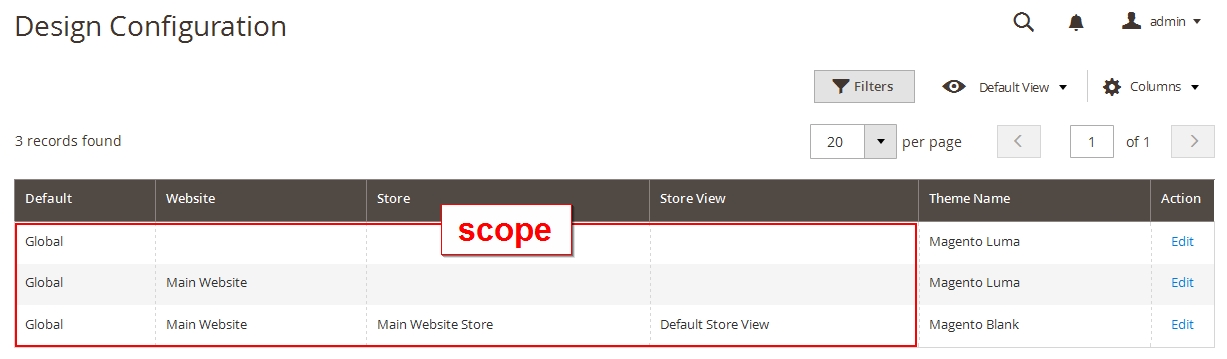 Design Configuration
admin
Filters
Default View
Columns
3 records found
20 per page
1 of 1
Default Website Store Store View Theme Name Action
scope
Global Magento Luma Edit
Global Main Website Magento Luma Edit
Global Main Website Main Website Store Default Store View Magento Blank Edit